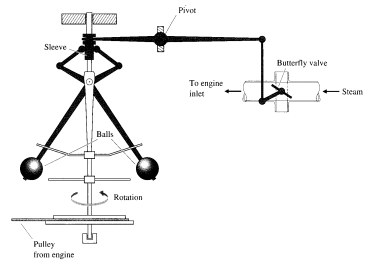 Pivot
Sleeve
Butterfly valve
To engine
inlet
Steam
Balls
Rotation
Pulley
from engine